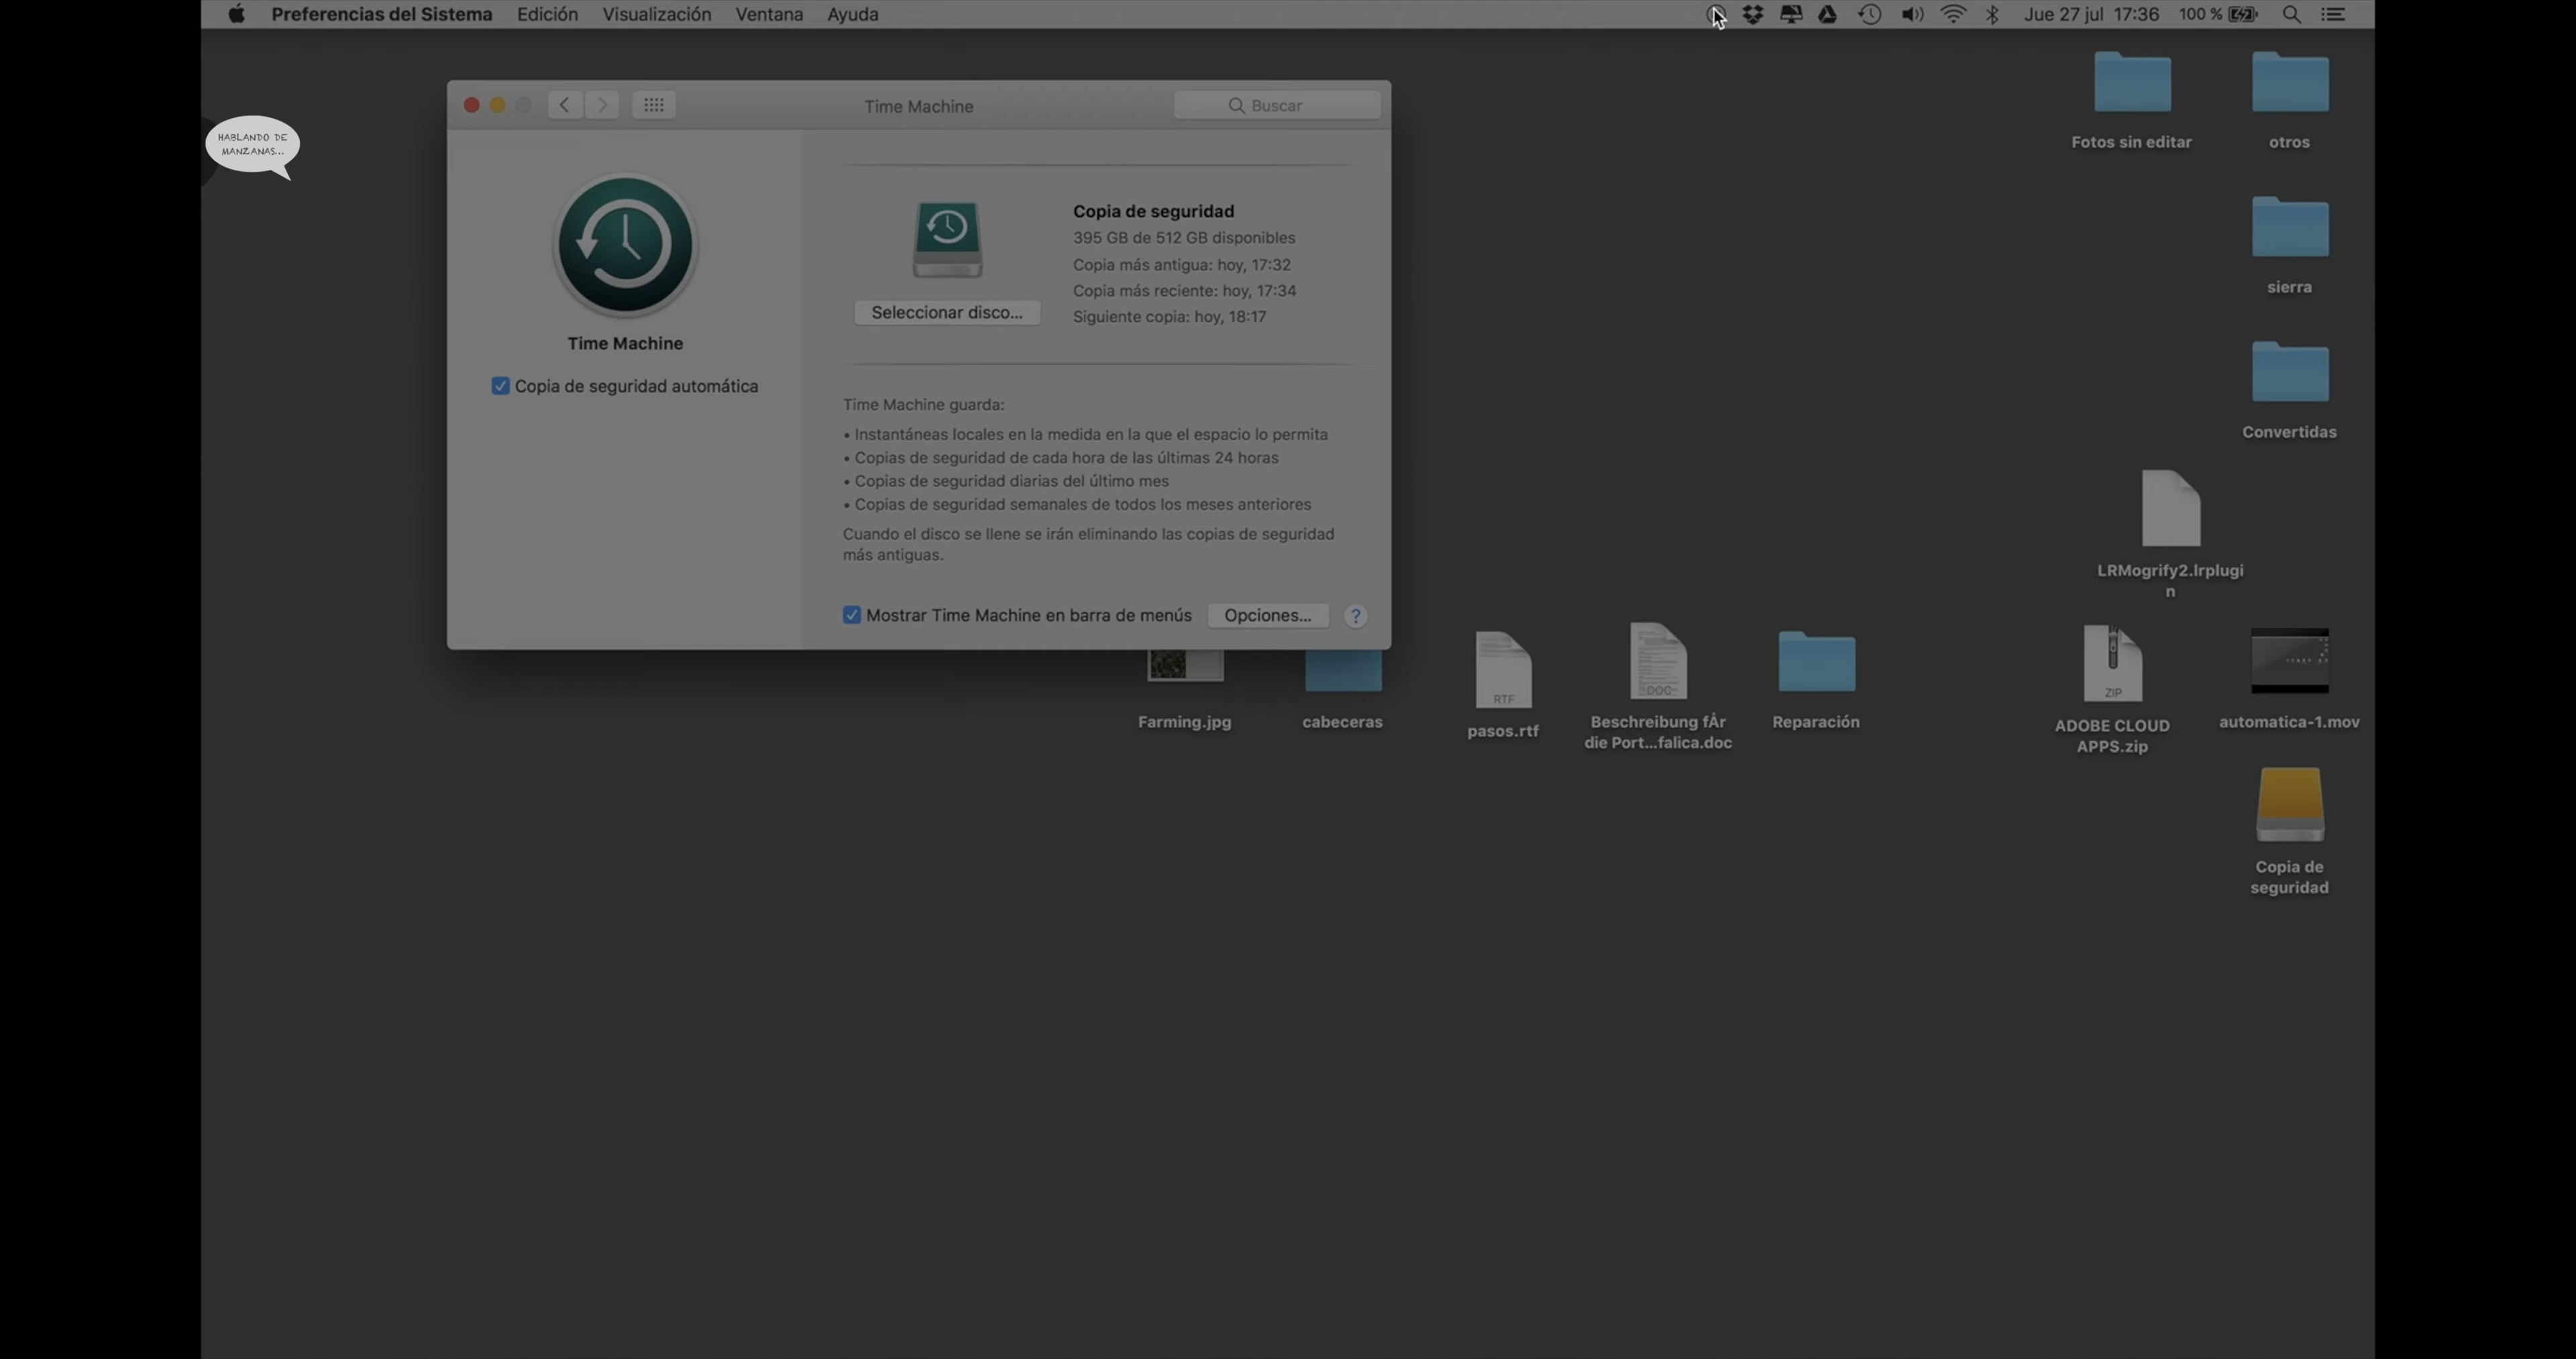 Preferencias del Sistema Edición Visualización Ventana Ayuda Jue 27 jul 17:36 100 %
HABLANDO DE
MANZANAS...
Time Machine
Buscar
Time Machine
Copia de seguridad automática
Copia de seguridad
395 GB de 512 GB disponibles
Copia más antigua: hoy, 17:32
Copia más reciente: hoy, 17:34
Siguiente copia: hoy, 18:17
Seleccionar disco...
Time Machine guarda:
• Instantáneas locales en la medida en la que el espacio lo permita
• Copias de seguridad de cada hora de las últimas 24 horas
• Copias de seguridad diarias del último mes
• Copias de seguridad semanales de todos los meses anteriores
Cuando el disco se llene se irán eliminando las copias de seguridad
más antiguas.
Mostrar Time Machine en barra de menús
Opciones...
?
Fotos sin editar
otros
sierra
Convertidas
LRMogrify2.lrplugi
n
Farming.jpg
cabeceras
RTF
pasos.rtf
DOC
Beschreibung fÅr
die Port...falica.doc
Reparación
ZIP
ADOBE CLOUD
APPS.zip
automatica-1.mov
Copia de
seguridad